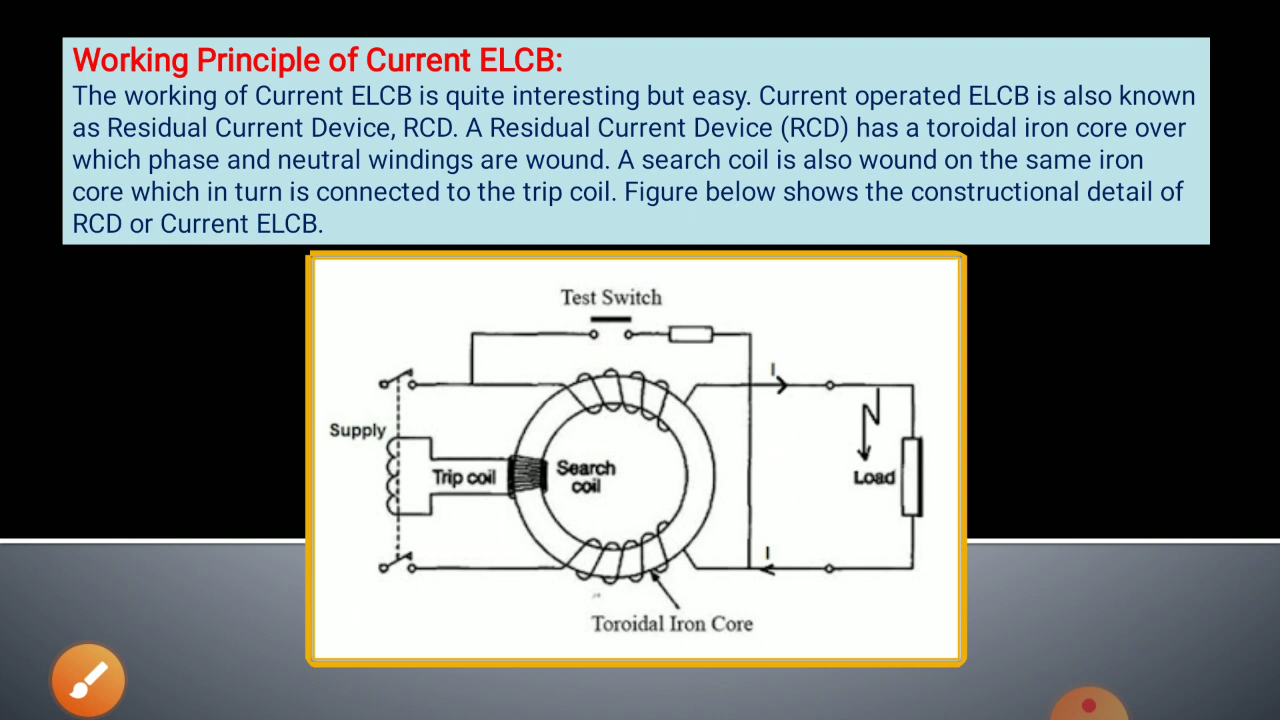 Working Principle of Current ELCB:
The working of Current ELCB is quite interesting but easy. Current operated ELCB is also known
as Residual Current Device, RCD. A Residual Current Device (RCD) has a toroidal iron core over
which phase and neutral windings are wound. A search coil is also wound on the same iron
core which in turn is connected to the trip coil. Figure below shows the constructional detail of
RCD or Current ELCB.
Test Switch
I
Supply
Trip coil
Search
coil
Load
I
Toroidal Iron Core